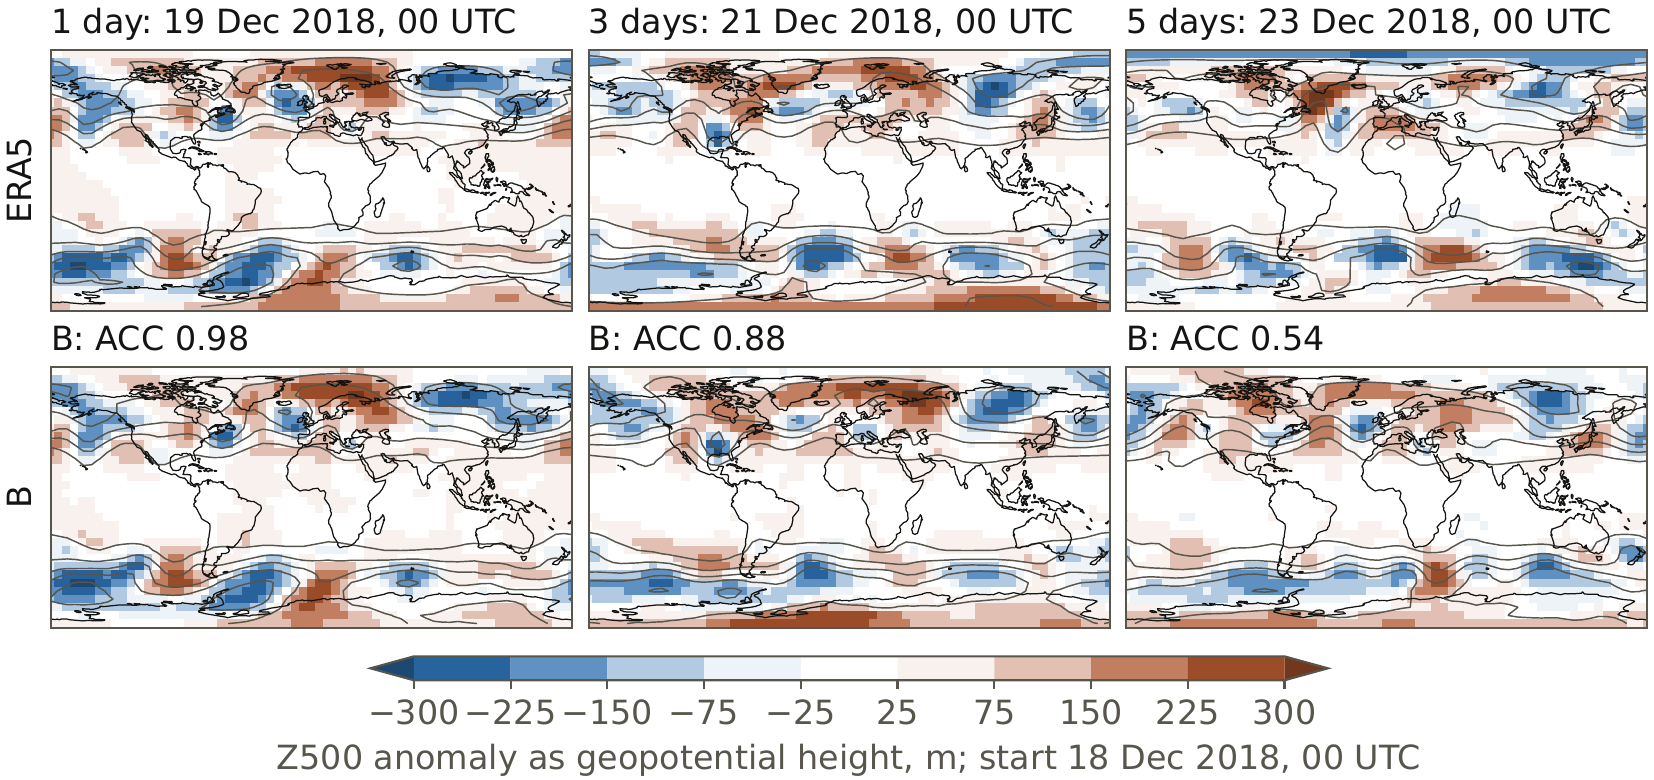 1 day: 19 Dec 2018, 00 UTC
3 days: 21 Dec 2018, 00 UTC
5 days: 23 Dec 2018, 00 UTC
ERA5
B: ACC 0.98
B: ACC 0.88
B: ACC 0.54
B
−300 −225 −150 −75 −25 25 75 150 225 300
Z500 anomaly as geopotential height, m; start 18 Dec 2018, 00 UTC